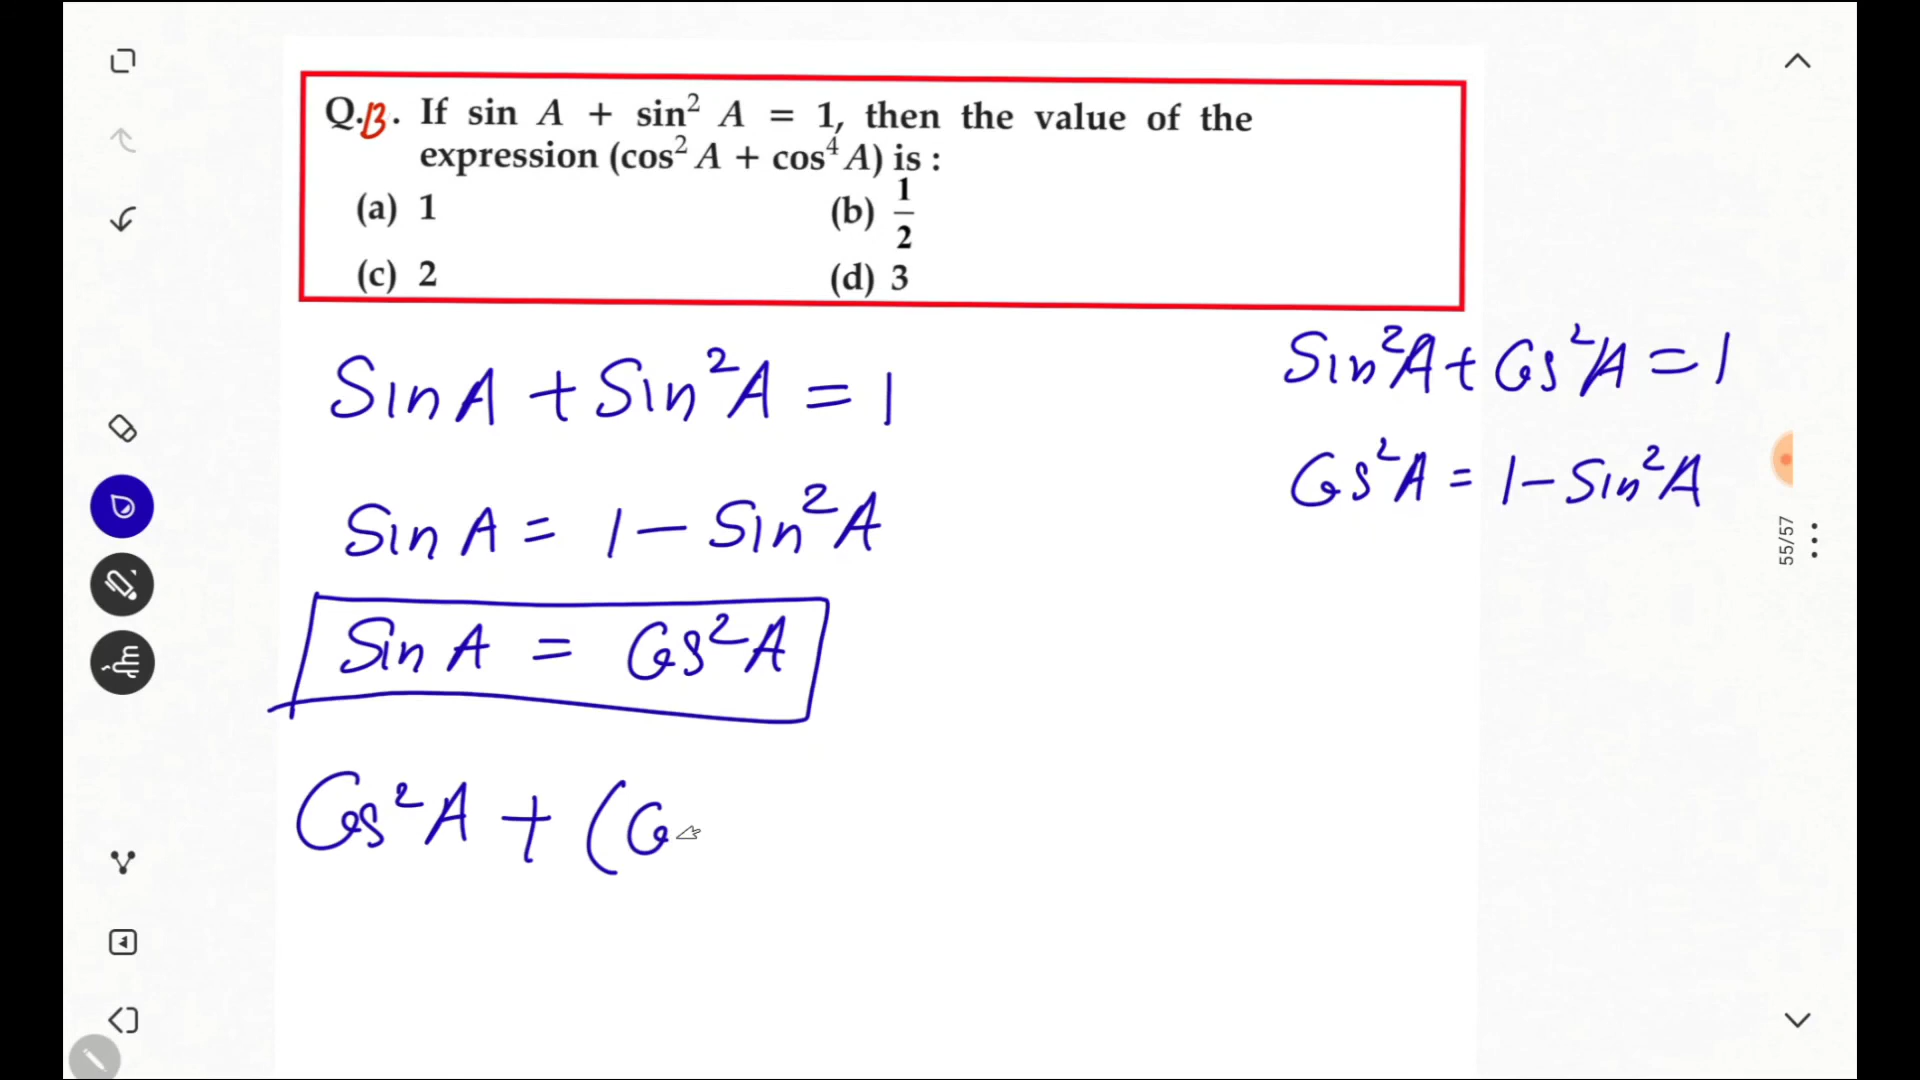 Q.13. If sin A + sin² A = 1, then the value of the
expression (cos² A + cos⁴ A) is :
(a) 1 (b) 1/2
(c) 2 (d) 3
Sin A + Sin²A = 1
Sin A = 1 - Sin²A
Sin A = Cos²A
Cos²A + (C
Sin²A + Cos²A = 1
Cos²A = 1 - Sin²A
55/57